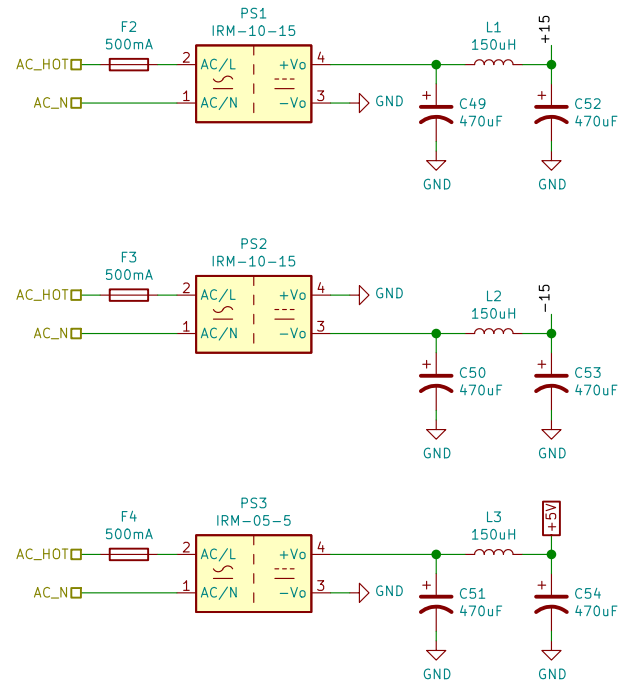 F2
500mA
PS1
IRM-10-15
L1
150uH
+15
AC_HOT
2
AC/L
+Vo
4
AC_N
1
AC/N
-Vo
3
GND
+
C49
470uF
+
C52
470uF
GND
GND
F3
500mA
PS2
IRM-10-15
L2
150uH
-15
AC_HOT
2
AC/L
+Vo
4
GND
AC_N
1
AC/N
-Vo
3
+
C50
470uF
+
C53
470uF
GND
GND
F4
500mA
PS3
IRM-05-5
L3
150uH
+5V
AC_HOT
2
AC/L
+Vo
4
AC_N
1
AC/N
-Vo
3
GND
+
C51
470uF
+
C54
470uF
GND
GND